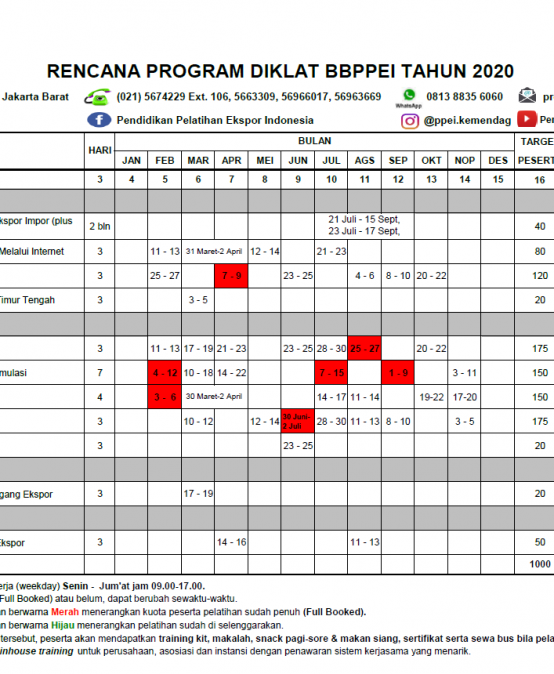 RENCANA PROGRAM DIKLAT BBPPEI TAHUN 2020
Jakarta Barat (021) 5674229 Ext. 106, 5663309, 56966017, 56963669 WhatsApp 0813 8835 6060 pr
Pendidikan Pelatihan Ekspor Indonesia @ppei.kemendag Per
HARI BULAN TARGE
JAN FEB MAR APR MEI JUN JUL AGS SEP OKT NOP DES PESERT
3 4 5 6 7 8 9 10 11 12 13 14 15 16
kspor Impor (plus 2 bln 21 Juli - 15 Sept, 40
23 Juli - 17 Sept,
Melalui Internet 3 11 - 13 31 Maret-2 April 12 - 14 21 - 23 80
3 25 - 27 7 - 9 23 - 25 4 - 6 8 - 10 20 - 22 120
Timur Tengah 3 3 - 5 20
3 11 - 13 17 - 19 21 - 23 23 - 25 28 - 30 25 - 27 20 - 22 175
mulasi 7 4 - 12 10 - 18 14 - 22 7 - 15 1 - 9 3 - 11 150
4 3 - 6 30 Maret-2 April 14 - 17 11 - 14 19-22 17-20 150
3 10 - 12 12 - 14 30 Juni- 28 - 30 11 - 13 8 - 10 3 - 5 175
2 Juli
3 23 - 25 20
gang Ekspor 3 17 - 19 20
Ekspor 3 14 - 16 11 - 13 50
1000
erja (weekday) Senin - Jum'at jam 09.00-17.00.
(Full Booked) atau belum, dapat berubah sewaktu-waktu.
an berwarna Merah menerangkan kuota peserta pelatihan sudah penuh (Full Booked).
an berwarna Hijau menerangkan pelatihan sudah di selenggarakan.
tersebut, peserta akan mendapatkan training kit, makalah, snack pagi-sore & makan siang, sertifikat serta sewa bus bila pela
inhouse training untuk perusahaan, asosiasi dan instansi dengan penawaran sistem kerjasama yang menarik.